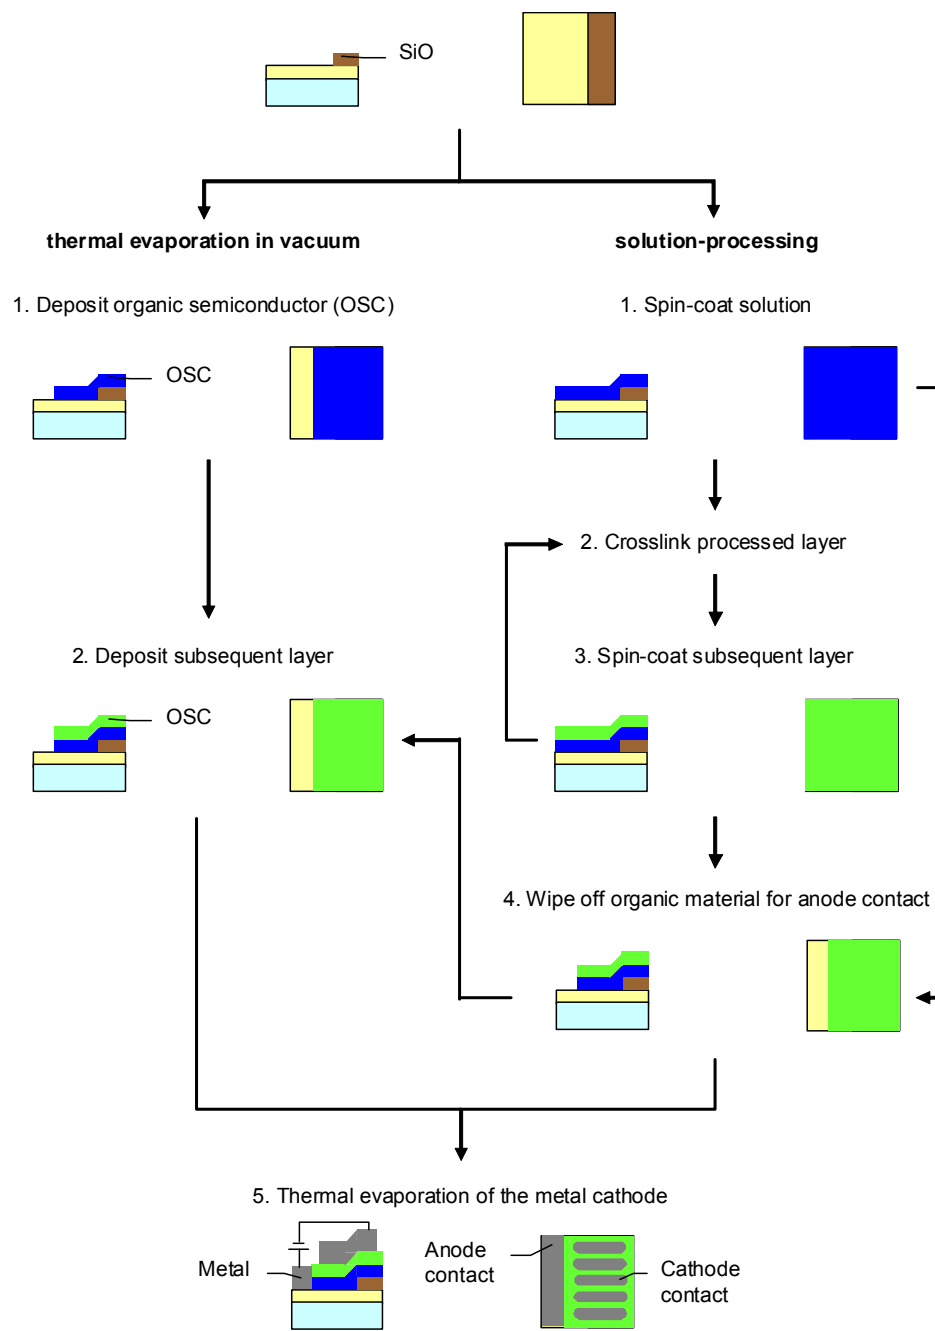 SiO
thermal evaporation in vacuum
solution-processing
1. Deposit organic semiconductor (OSC)
1. Spin-coat solution
OSC
2. Crosslink processed layer
2. Deposit subsequent layer
3. Spin-coat subsequent layer
OSC
4. Wipe off organic material for anode contact
5. Thermal evaporation of the metal cathode
Metal
Anode
contact
Cathode
contact